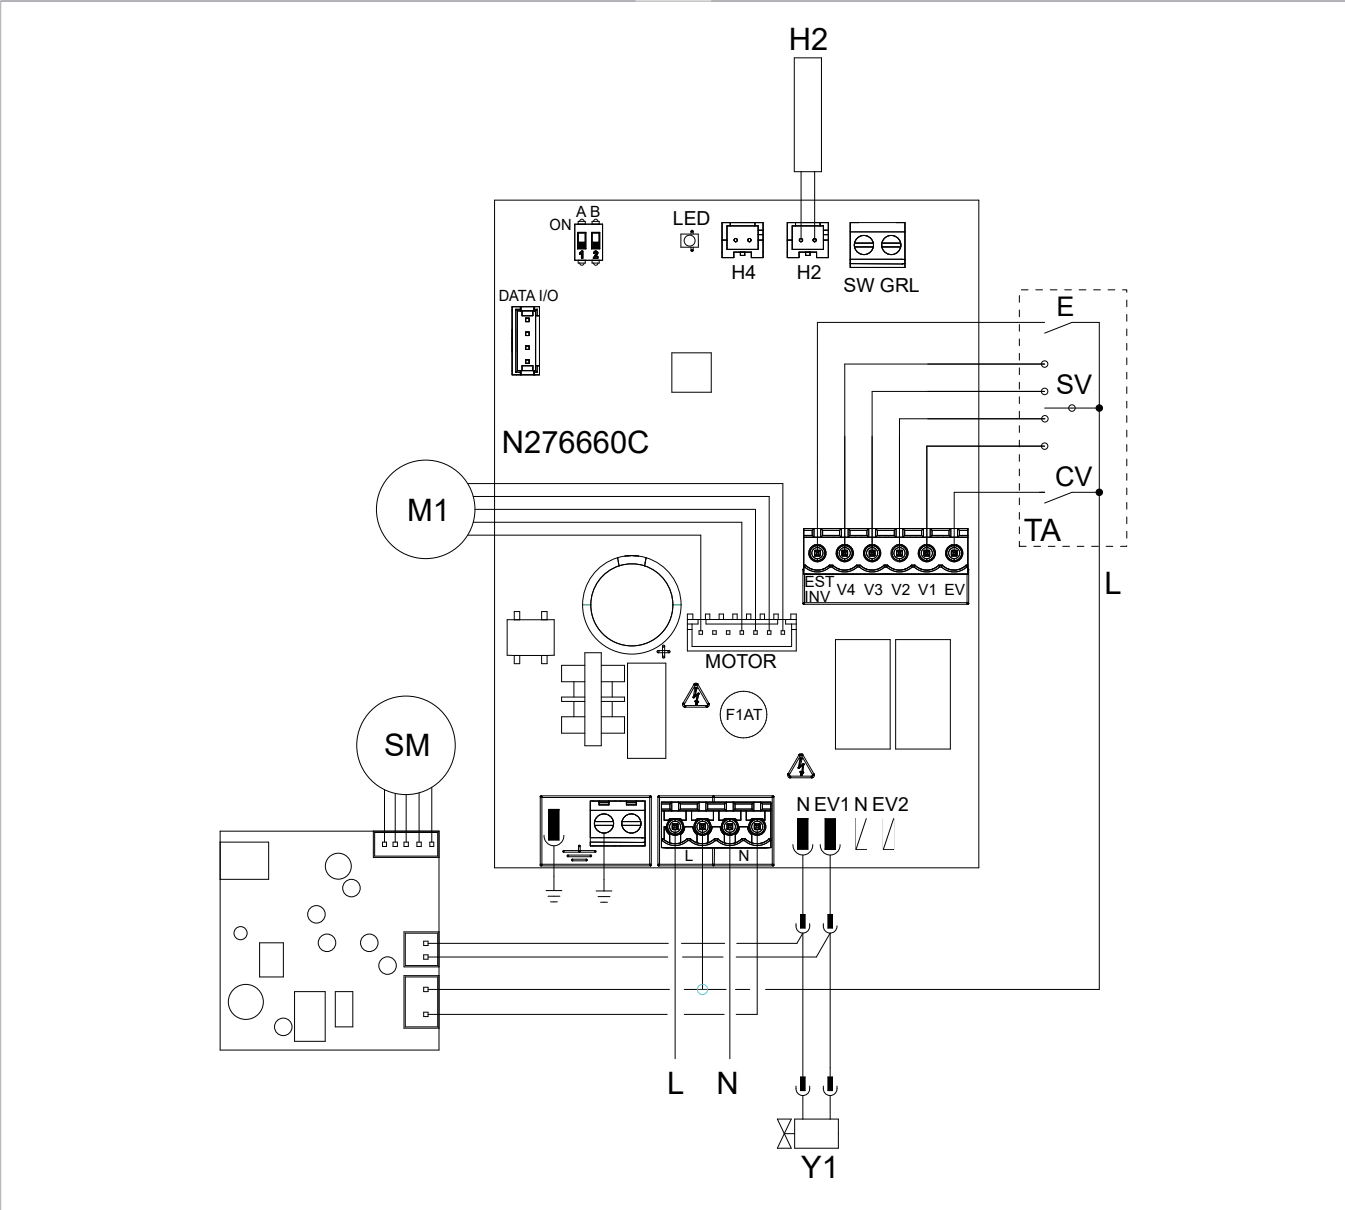 H2
A B
ON
1 2
LED
H4
H2
SW GRL
DATA I/O
E
SV
N276660C
CV
M1
TA
EST
INV
V4 V3 V2 V1 EV
L
MOTOR
F1AT
SM
N EV1 N EV2
L N
L N
Y1